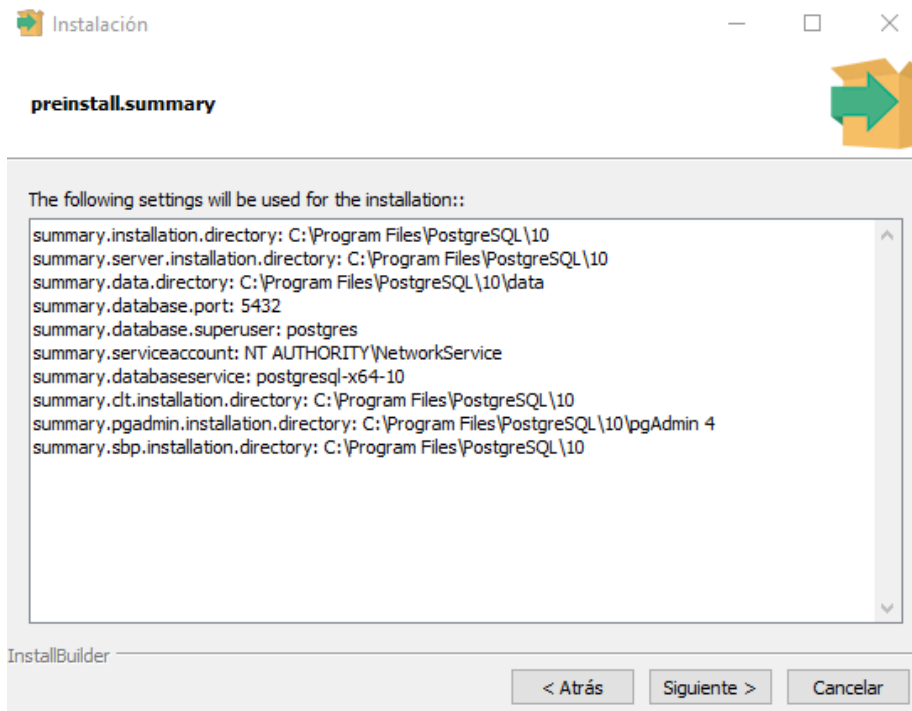 Instalación
preinstall.summary
The following settings will be used for the installation::
summary.installation.directory: C:\Program Files\PostgreSQL\10
summary.server.installation.directory: C:\Program Files\PostgreSQL\10
summary.data.directory: C:\Program Files\PostgreSQL\10\data
summary.database.port: 5432
summary.database.superuser: postgres
summary.serviceaccount: NT AUTHORITY\NetworkService
summary.databaseservice: postgresql-x64-10
summary.clt.installation.directory: C:\Program Files\PostgreSQL\10
summary.pgadmin.installation.directory: C:\Program Files\PostgreSQL\10\pgAdmin 4
summary.sbp.installation.directory: C:\Program Files\PostgreSQL\10
InstallBuilder
< Atrás Siguiente > Cancelar